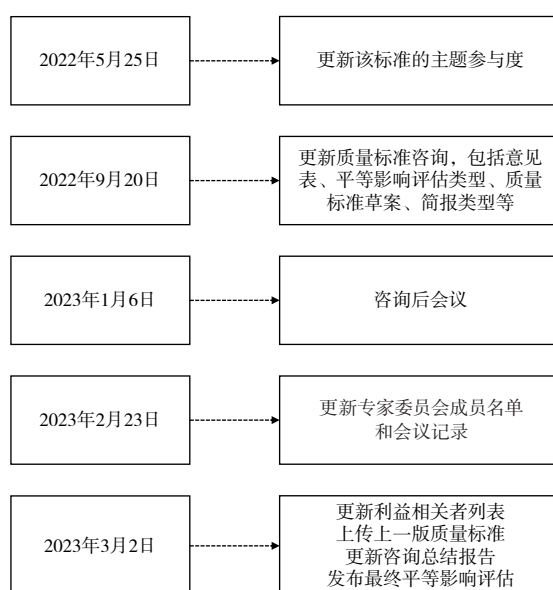 2022年5月25日
更新该标准的主题参与度
2022年9月20日
更新质量标准咨询，包括意见
表、平等影响评估类型、质量
标准草案、简报类型等
2023年1月6日
咨询后会议
2023年2月23日
更新专家委员会成员名单
和会议记录
2023年3月2日
更新利益相关者列表
上传上一版质量标准
更新咨询总结报告
发布最终平等影响评估